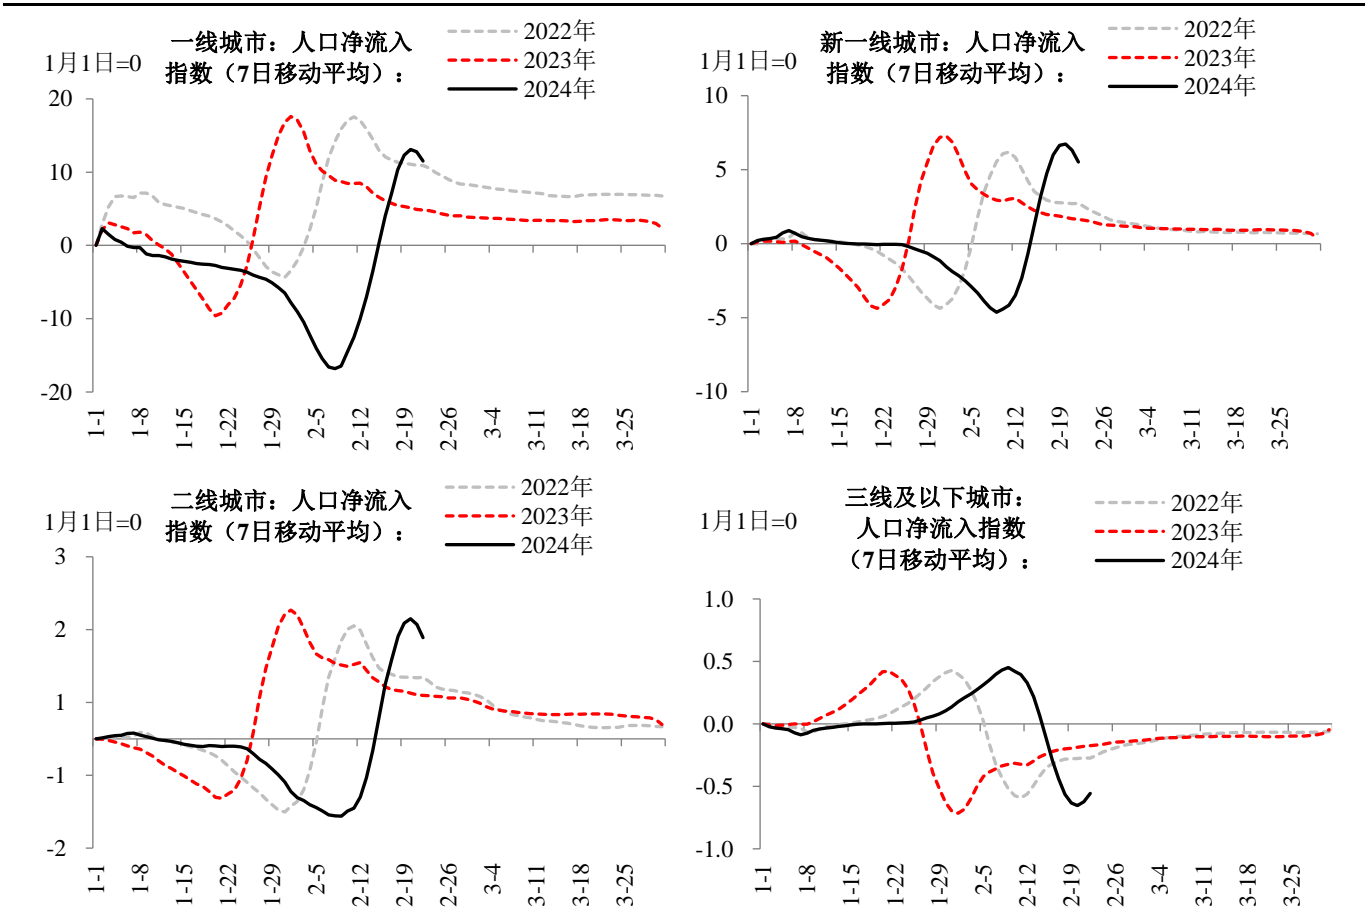 一线城市：人口净流入
指数（7日移动平均）：
1月1日=0
2022年
2023年
2024年
20
10
0
-10
-20
1-1
1-8
1-15
1-22
1-29
2-5
2-12
2-19
2-26
3-4
3-11
3-18
3-25
新一线城市：人口净流入
指数（7日移动平均）：
1月1日=0
2022年
2023年
2024年
10
5
0
-5
-10
1-1
1-8
1-15
1-22
1-29
2-5
2-12
2-19
2-26
3-4
3-11
3-18
3-25
二线城市：人口净流入
指数（7日移动平均）：
1月1日=0
2022年
2023年
2024年
3
2
1
-1
-2
1-1
1-8
1-15
1-22
1-29
2-5
2-12
2-19
2-26
3-4
3-11
3-18
3-25
三线及以下城市：
人口净流入指数
（7日移动平均）：
1月1日=0
2022年
2023年
2024年
1.0
0.5
0.0
-0.5
-1.0
1-1
1-8
1-15
1-22
1-29
2-5
2-12
2-19
2-26
3-4
3-11
3-18
3-25